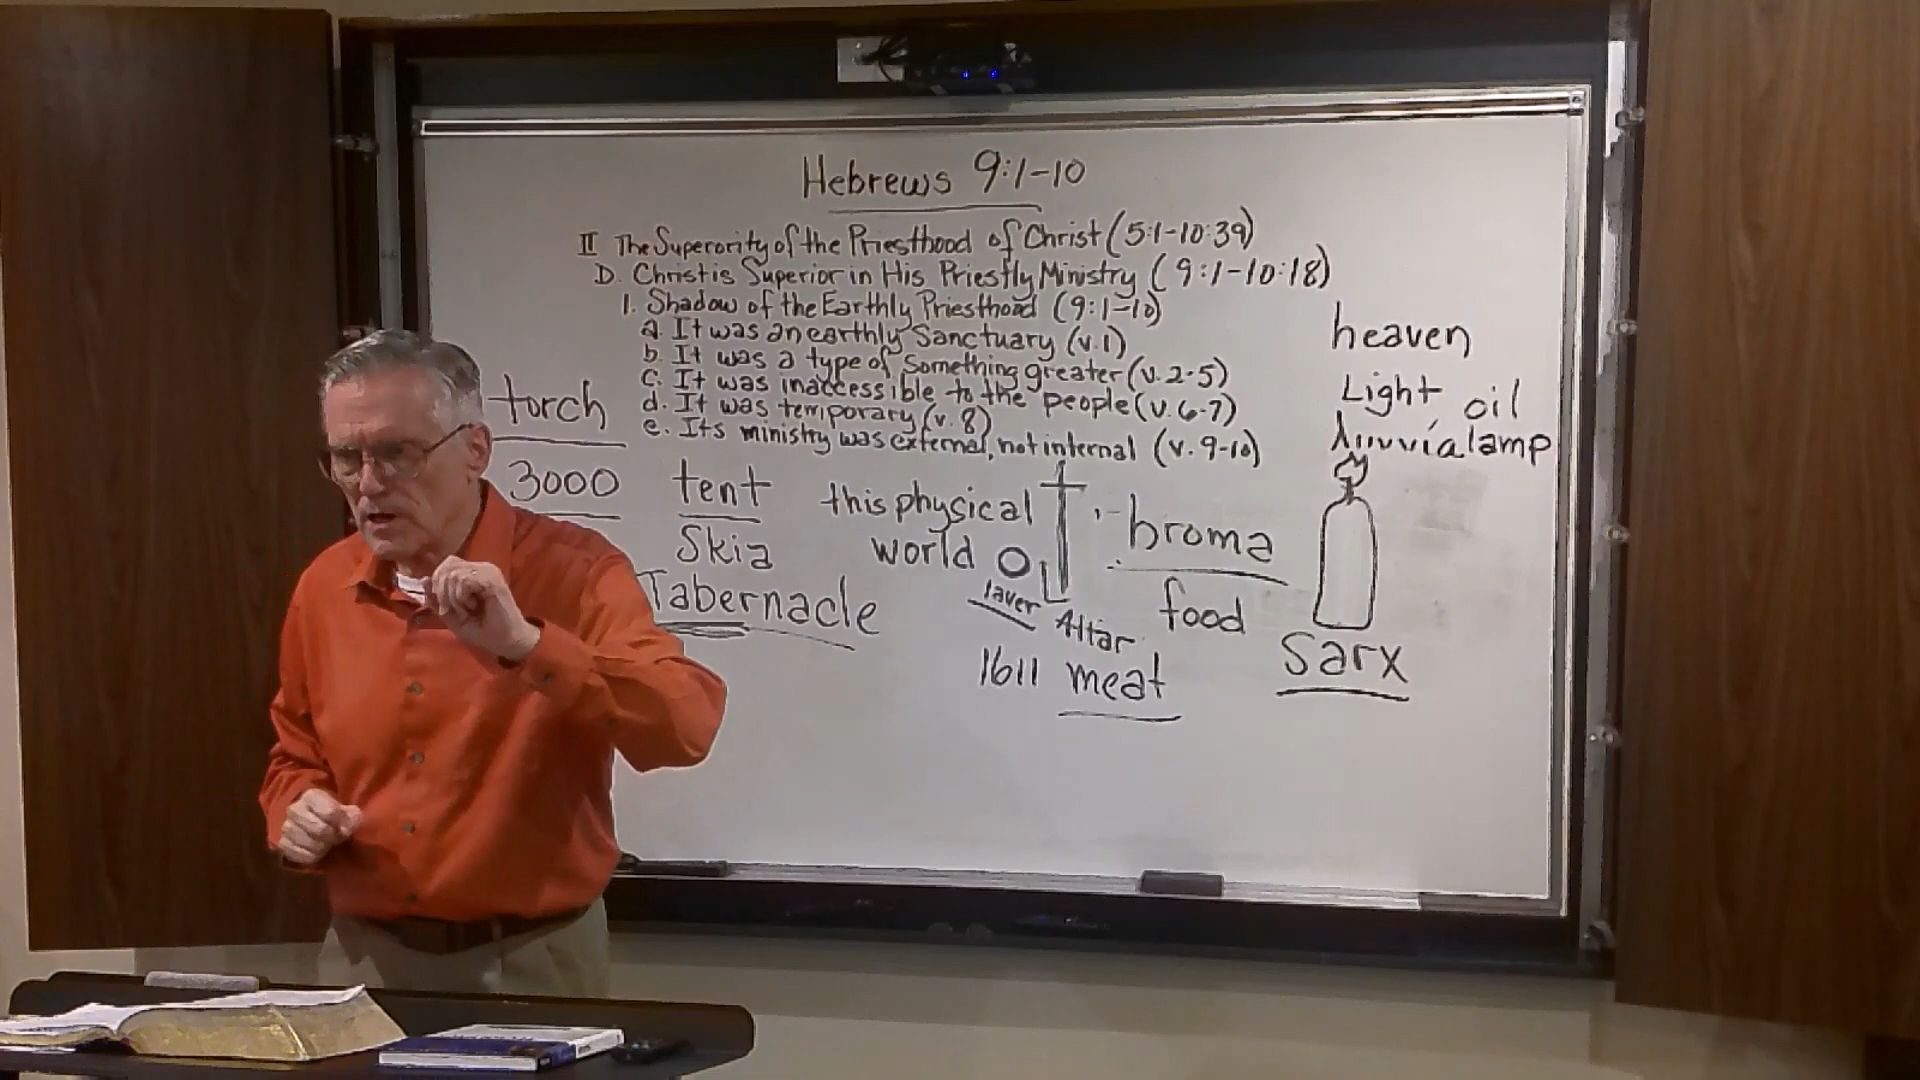 Hebrews 9:1-10
II The Superority of the Priesthood of Christ (5:1-10:39)
D. Christ is Superior in His Priestly Ministry (9:1-10:18)
1. Shadow of the Earthly Priesthood (9:1-10)
a. It was an earthly Sanctuary (v.1)
b. It was a type of Something greater (v.2-5)
c. It was inaccessible to the people (v.6-7)
d. It was temporary (v.8)
e. Its ministry was external, not internal (v.9-10)
torch
3000
tent
Skia
Tabernacle
this physical
world
laver
Altar
1611 meat
broma
food
heaven
Light oil
lamp
Sarx